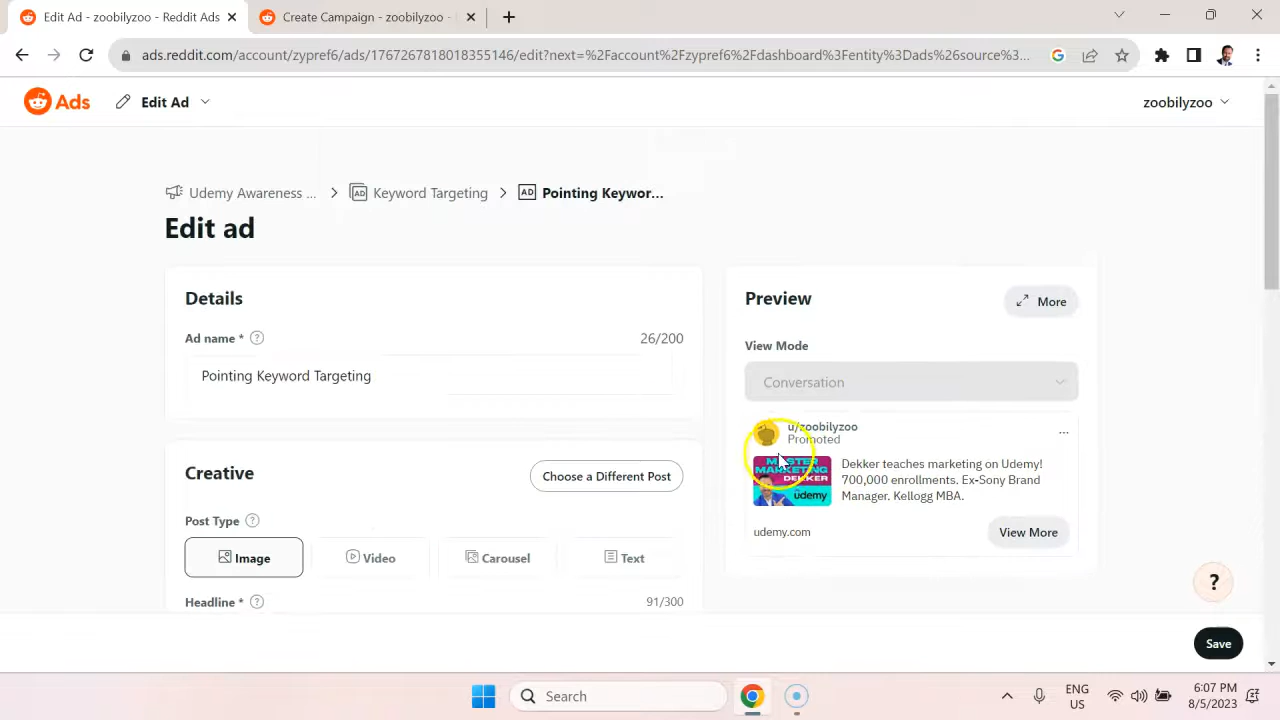 Edit Ad - zoobilyzoo - Reddit Ads
Create Campaign - zoobilyzoo -
ads.reddit.com/account/zypref6/ads/1767267818018355146/edit?next=%2Faccount%2Fzypref6%2Fdashboard%3Fentity%3Dads%26source%3...
Ads
Edit Ad
zoobilyzoo
Udemy Awareness ...
AD Keyword Targeting
AD Pointing Keywor...
Edit ad
Details
Ad name * ?
26/200
Pointing Keyword Targeting
Creative
Choose a Different Post
Post Type ?
Image
Video
Carousel
Text
Headline * ?
91/300
Preview
More
View Mode
Conversation
u/zoobilyzoo
Promoted
...
MASTER
MARKETING
DEKKER
udemy
Dekker teaches marketing on Udemy!
700,000 enrollments. Ex-Sony Brand
Manager. Kellogg MBA.
udemy.com
View More
?
Save
Search
ENG
US
6:07 PM
8/5/2023